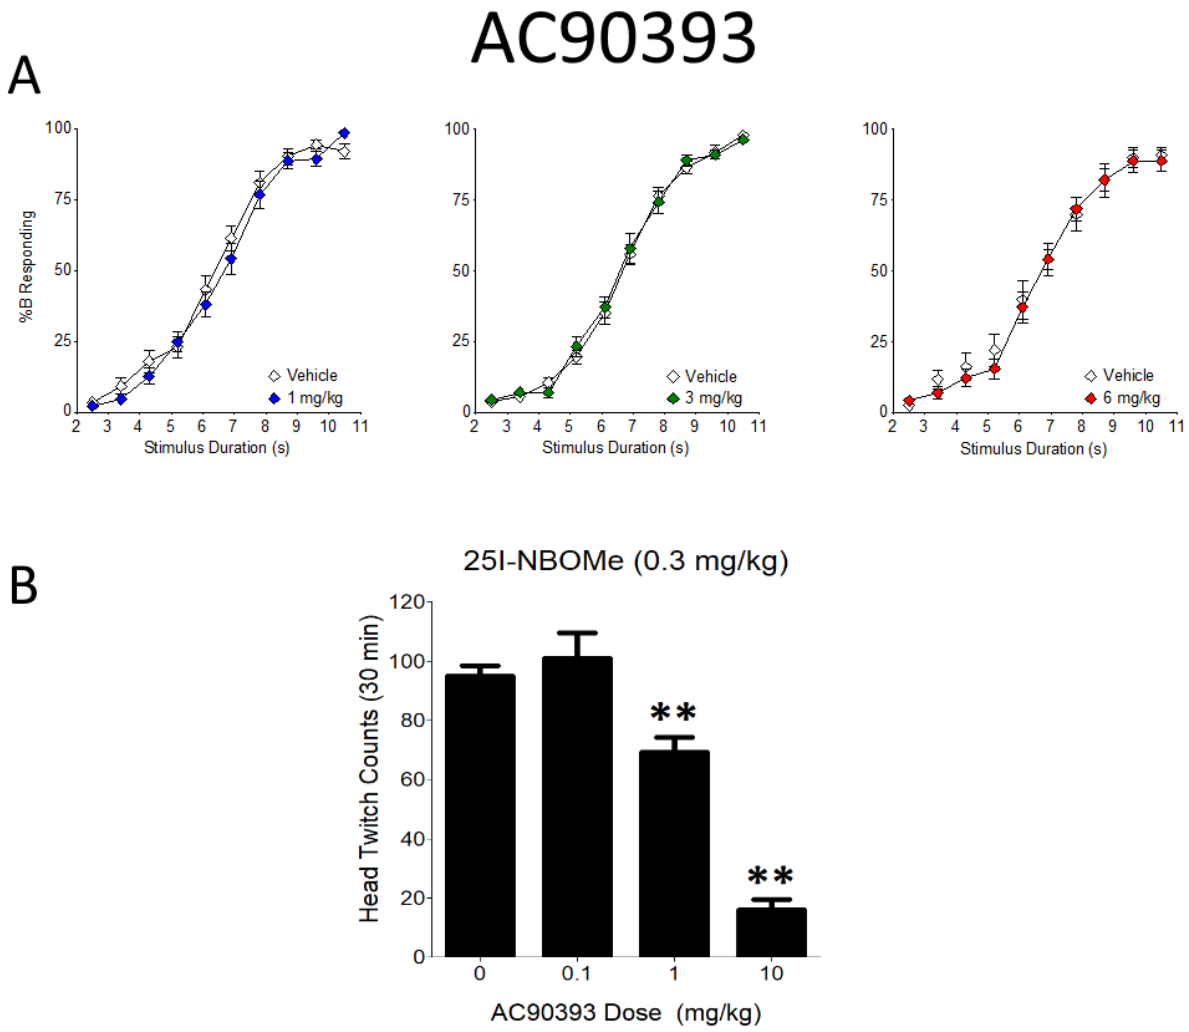 AC90393
A
100
75
50
25
0
%B Responding
Vehicle
1 mg/kg
2 3 4 5 6 7 8 9 10 11
Stimulus Duration (s)
100
75
50
25
0
Vehicle
3 mg/kg
2 3 4 5 6 7 8 9 10 11
Stimulus Duration (s)
100
75
50
25
0
Vehicle
6 mg/kg
2 3 4 5 6 7 8 9 10 11
Stimulus Duration (s)
B
25I-NBOMe (0.3 mg/kg)
Head Twitch Counts (30 min)
120
100
80
60
40
20
0
**
**
0 0.1 1 10
AC90393 Dose (mg/kg)